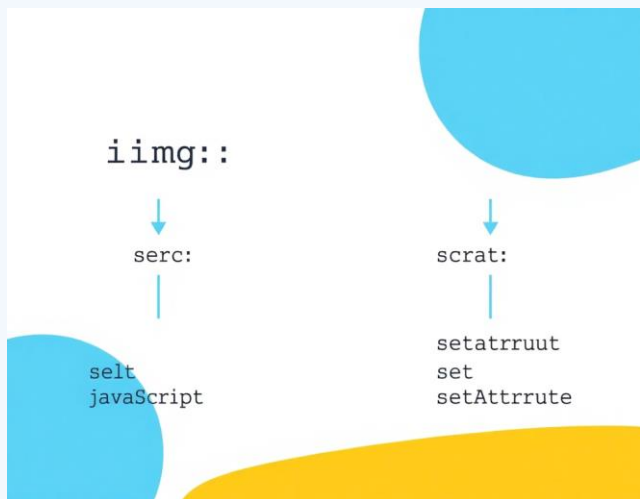 iimg::
serc:
selt
javaScript
scrat:
setatrruut
set
setAttrrute